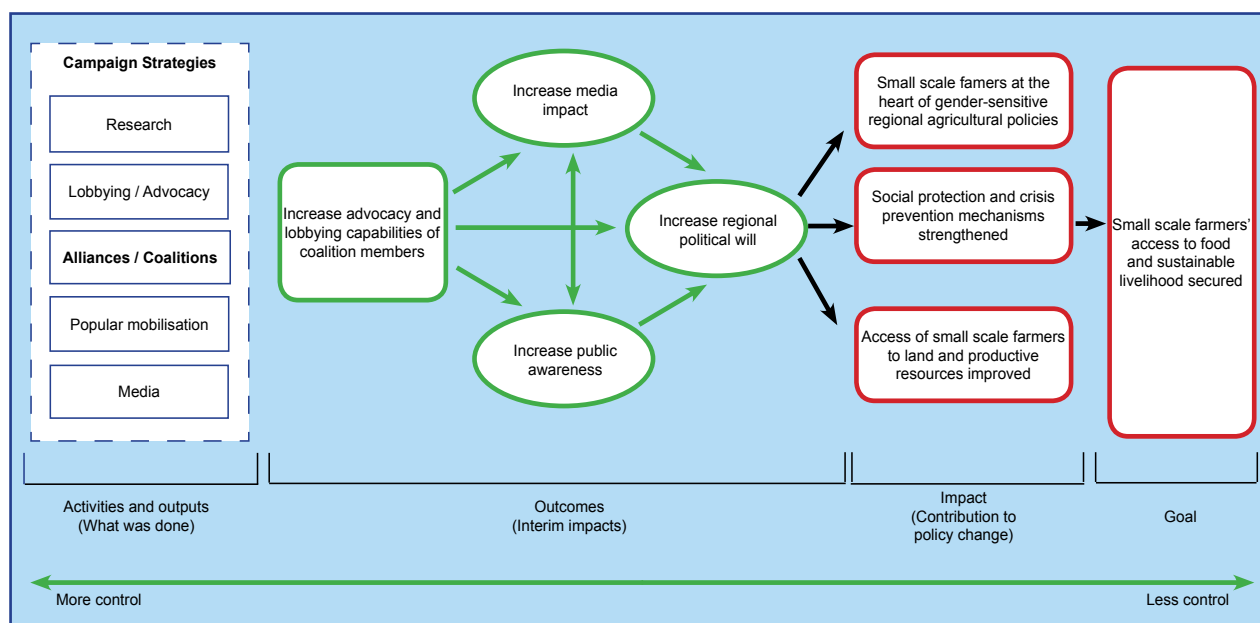 Campaign Strategies
Research
Lobbying / Advocacy
Alliances / Coalitions
Popular mobilisation
Media
Increase advocacy and
lobbying capabilities of
coalition members
Increase media
impact
Increase public
awareness
Increase regional
political will
Small scale famers at the
heart of gender-sensitive
regional agricultural policies
Social protection and crisis
prevention mechanisms
strengthened
Access of small scale farmers
to land and productive
resources improved
Small scale farmers’
access to food
and sustainable
livelihood secured
Activities and outputs
(What was done)
Outcomes
(Interim impacts)
Impact
(Contribution to
policy change)
Goal
More control
Less control